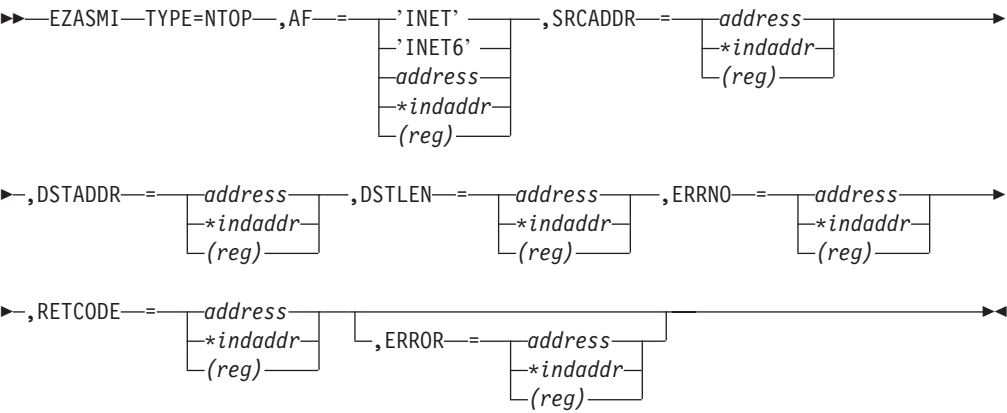 EZASMI TYPE=NTOP ,AF = 'INET' ,SRCADDR = address
'INET6' *indaddr
address (reg)
*indaddr
(reg)
,DSTADDR = address ,DSTLEN = address ,ERRNO = address
*indaddr *indaddr *indaddr
(reg) (reg) (reg)
,RETCODE = address
*indaddr ,ERROR = address
(reg) *indaddr
(reg)